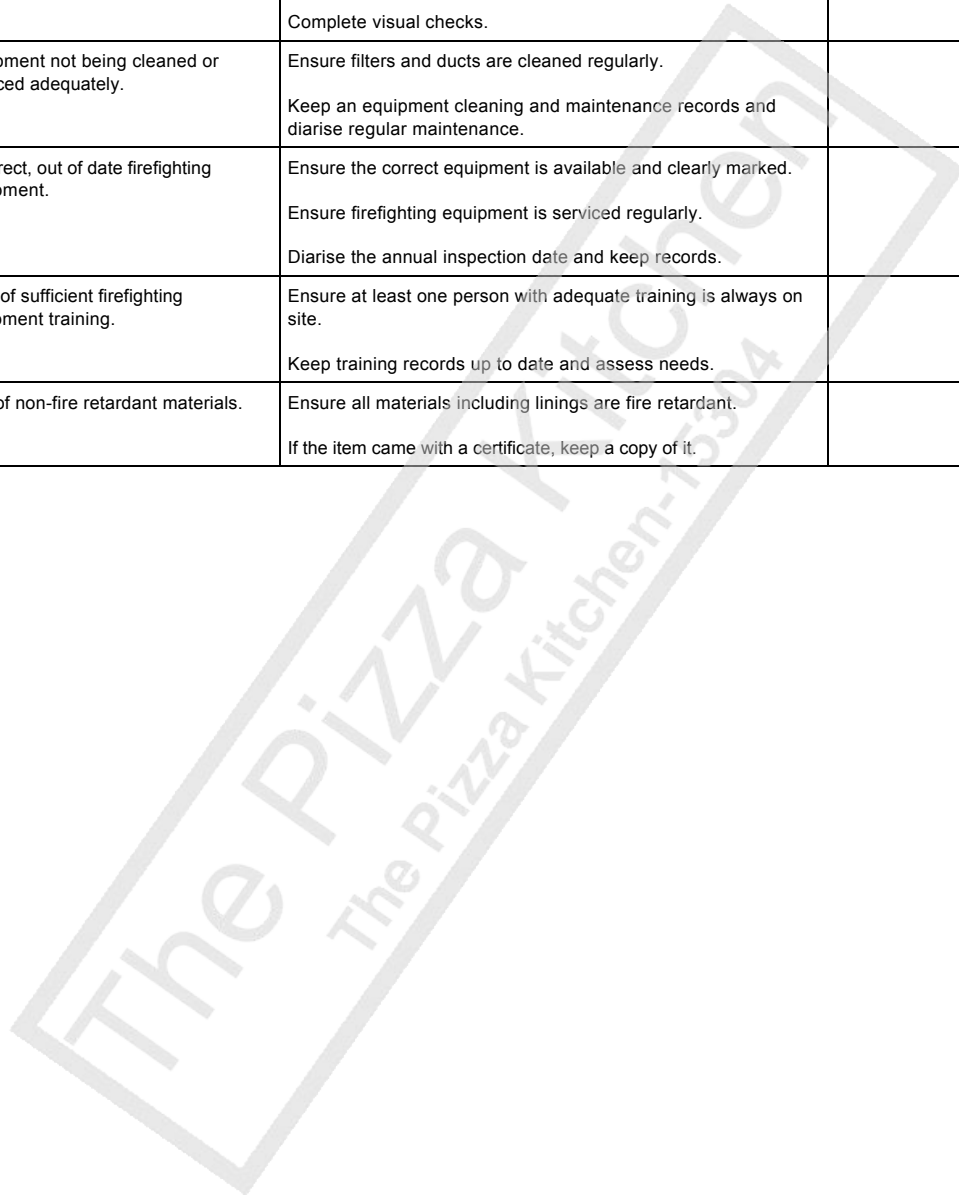 Complete visual checks.
oment not being cleaned or
ced adequately.
Ensure filters and ducts are cleaned regularly.
Keep an equipment cleaning and maintenance records and
diarise regular maintenance.
rect, out of date firefighting
oment.
Ensure the correct equipment is available and clearly marked.
Ensure firefighting equipment is serviced regularly.
Diarise the annual inspection date and keep records.
of sufficient firefighting
oment training.
Ensure at least one person with adequate training is always on
site.
Keep training records up to date and assess needs.
of non-fire retardant materials.
Ensure all materials including linings are fire retardant.
If the item came with a certificate, keep a copy of it.
The Pizza Kitchen
The Pizza Kitchen-15304